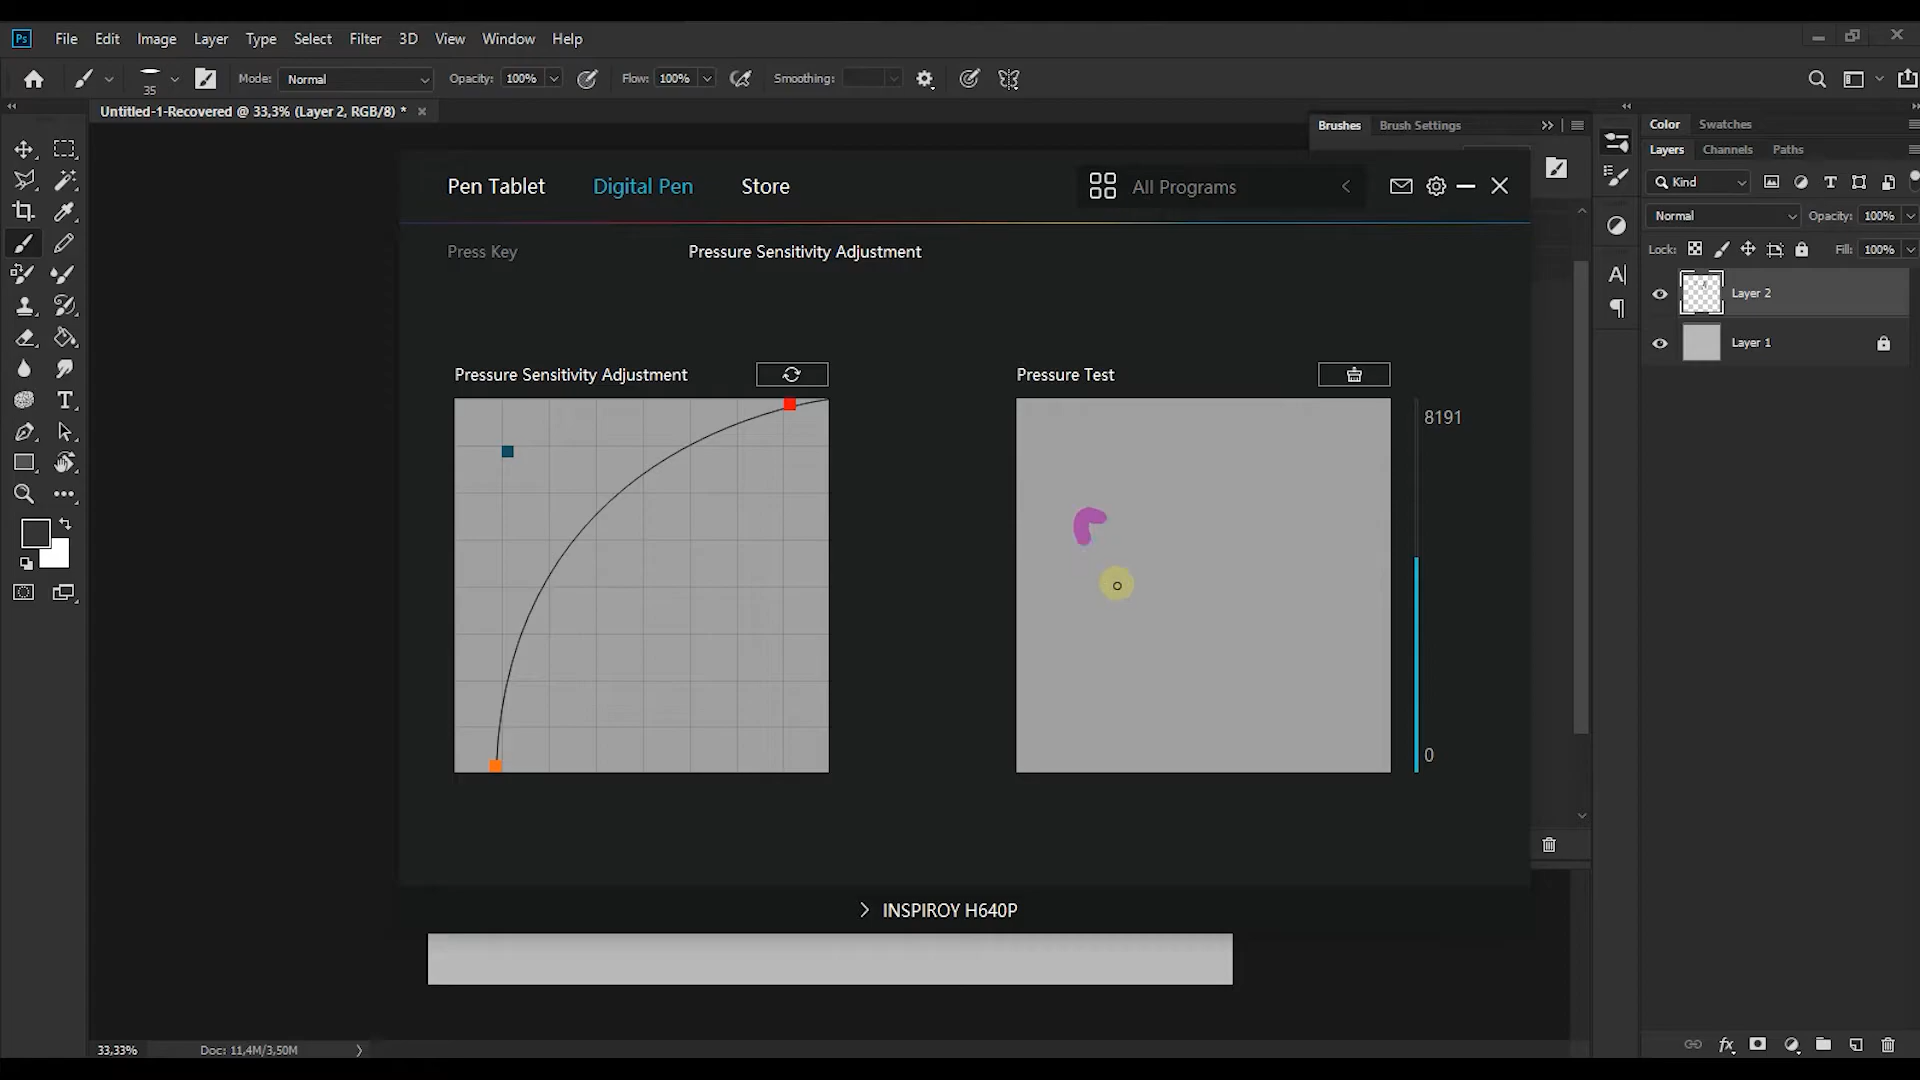 Ps File Edit Image Layer Type Select Filter 3D View Window Help
35 Mode: Normal Opacity: 100% Flow: 100% Smoothing:
Untitled-1-Recovered @ 33,3% (Layer 2, RGB/8) *
Brushes Brush Settings
Color Swatches
Layers Channels Paths
Kind
Normal Opacity: 100%
Lock: Fill: 100%
Layer 2
Layer 1
Pen Tablet Digital Pen Store All Programs
Press Key Pressure Sensitivity Adjustment
Pressure Sensitivity Adjustment Pressure Test
8191
0
INSPIROY H640P
33,33% Doc: 11,4M/3,50M